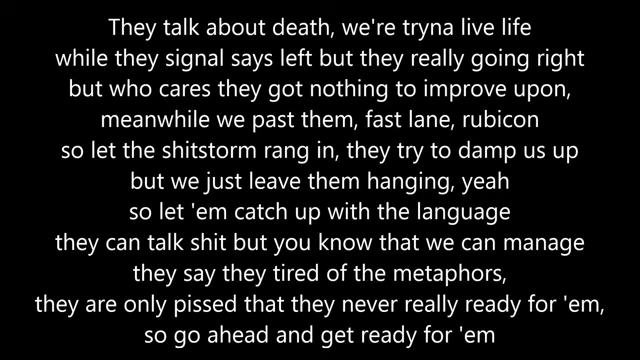 They talk about death, we're tryna live life
while they signal says left but they really going right
but who cares they got nothing to improve upon,
meanwhile we past them, fast lane, rubicon
so let the shitstorm rang in, they try to damp us up
but we just leave them hanging, yeah
so let 'em catch up with the language
they can talk shit but you know that we can manage
they say they tired of the metaphors,
they are only pissed that they never really ready for 'em,
so go ahead and get ready for 'em